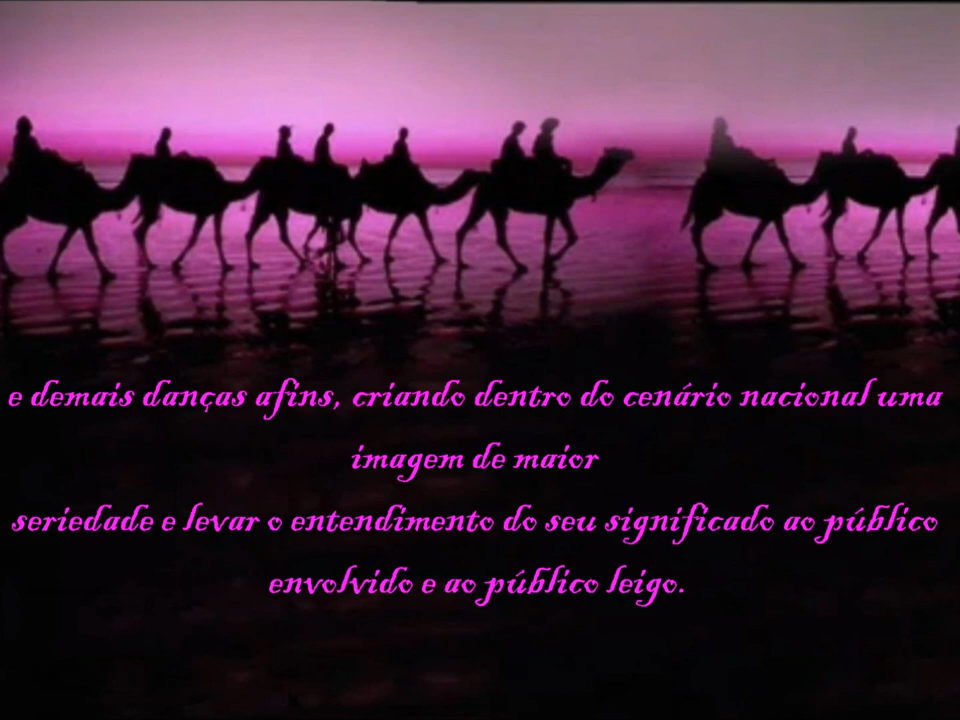 e demais danças afins, criando dentro do cenário nacional uma
imagem de maior
seriedade e levar o entendimento do seu significado ao público
envolvido e ao público leigo.